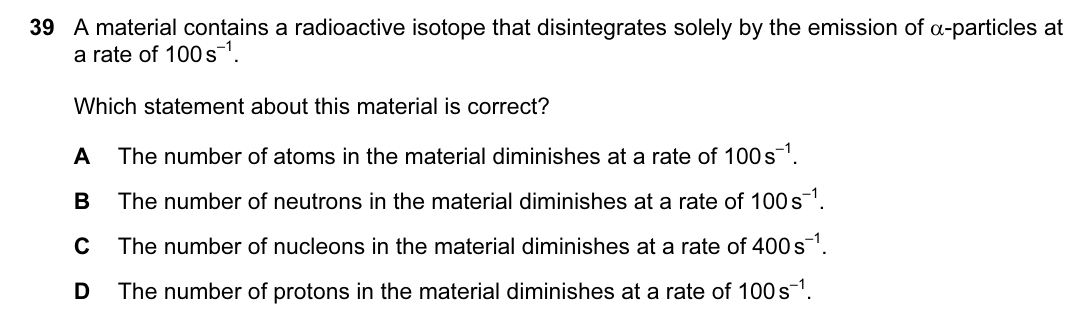 39 A material contains a radioactive isotope that disintegrates solely by the emission of α-particles at
a rate of 100 s⁻¹.
Which statement about this material is correct?
A The number of atoms in the material diminishes at a rate of 100 s⁻¹.
B The number of neutrons in the material diminishes at a rate of 100 s⁻¹.
C The number of nucleons in the material diminishes at a rate of 400 s⁻¹.
D The number of protons in the material diminishes at a rate of 100 s⁻¹.